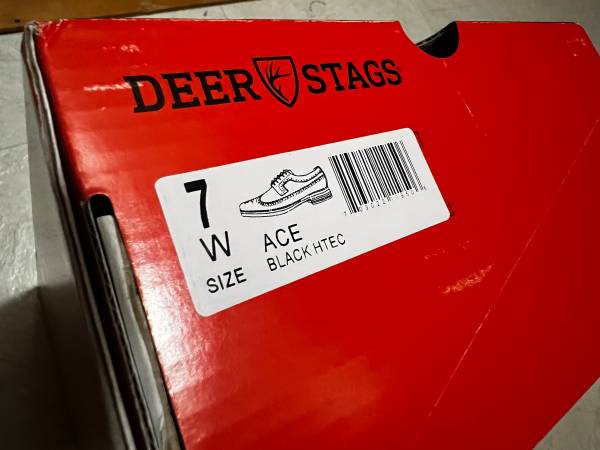 DEER STAGS
7
W
SIZE
ACE
BLACK HTEC